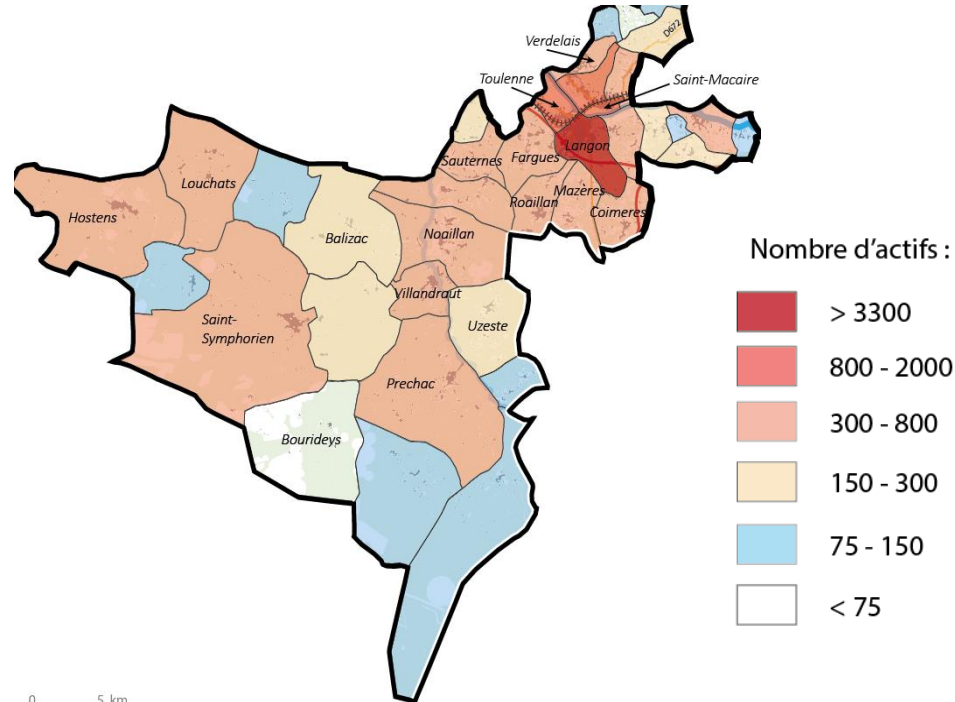 D672
Verdelais
Toulenne
Saint-Macaire
Langon
Sauternes
Fargues
Louchats
Mazères
Roaillan
Hostens
Coimeres
Balizac
Noaillan
Nombre d'actifs :
Villandraut
> 3300
Saint-
Symphorien
Uzeste
800 - 2000
Prechac
300 - 800
Bourideys
150 - 300
75 - 150
< 75
0 5 km